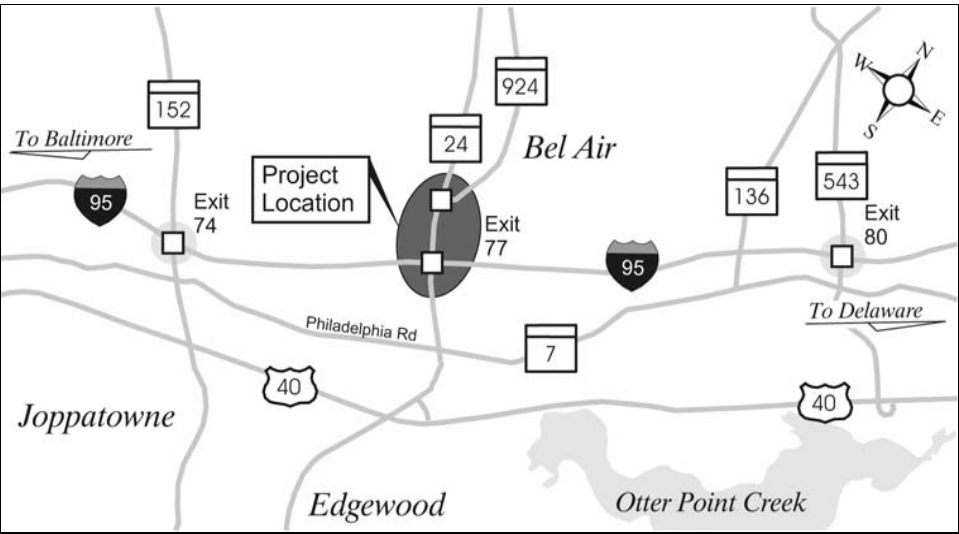 924
152
24
N
W
E
S
To Baltimore
Bel Air
Project
Location
136
543
95
Exit
74
Exit
77
Exit
80
95
To Delaware
Philadelphia Rd
7
40
40
Joppatowne
Edgewood
Otter Point Creek